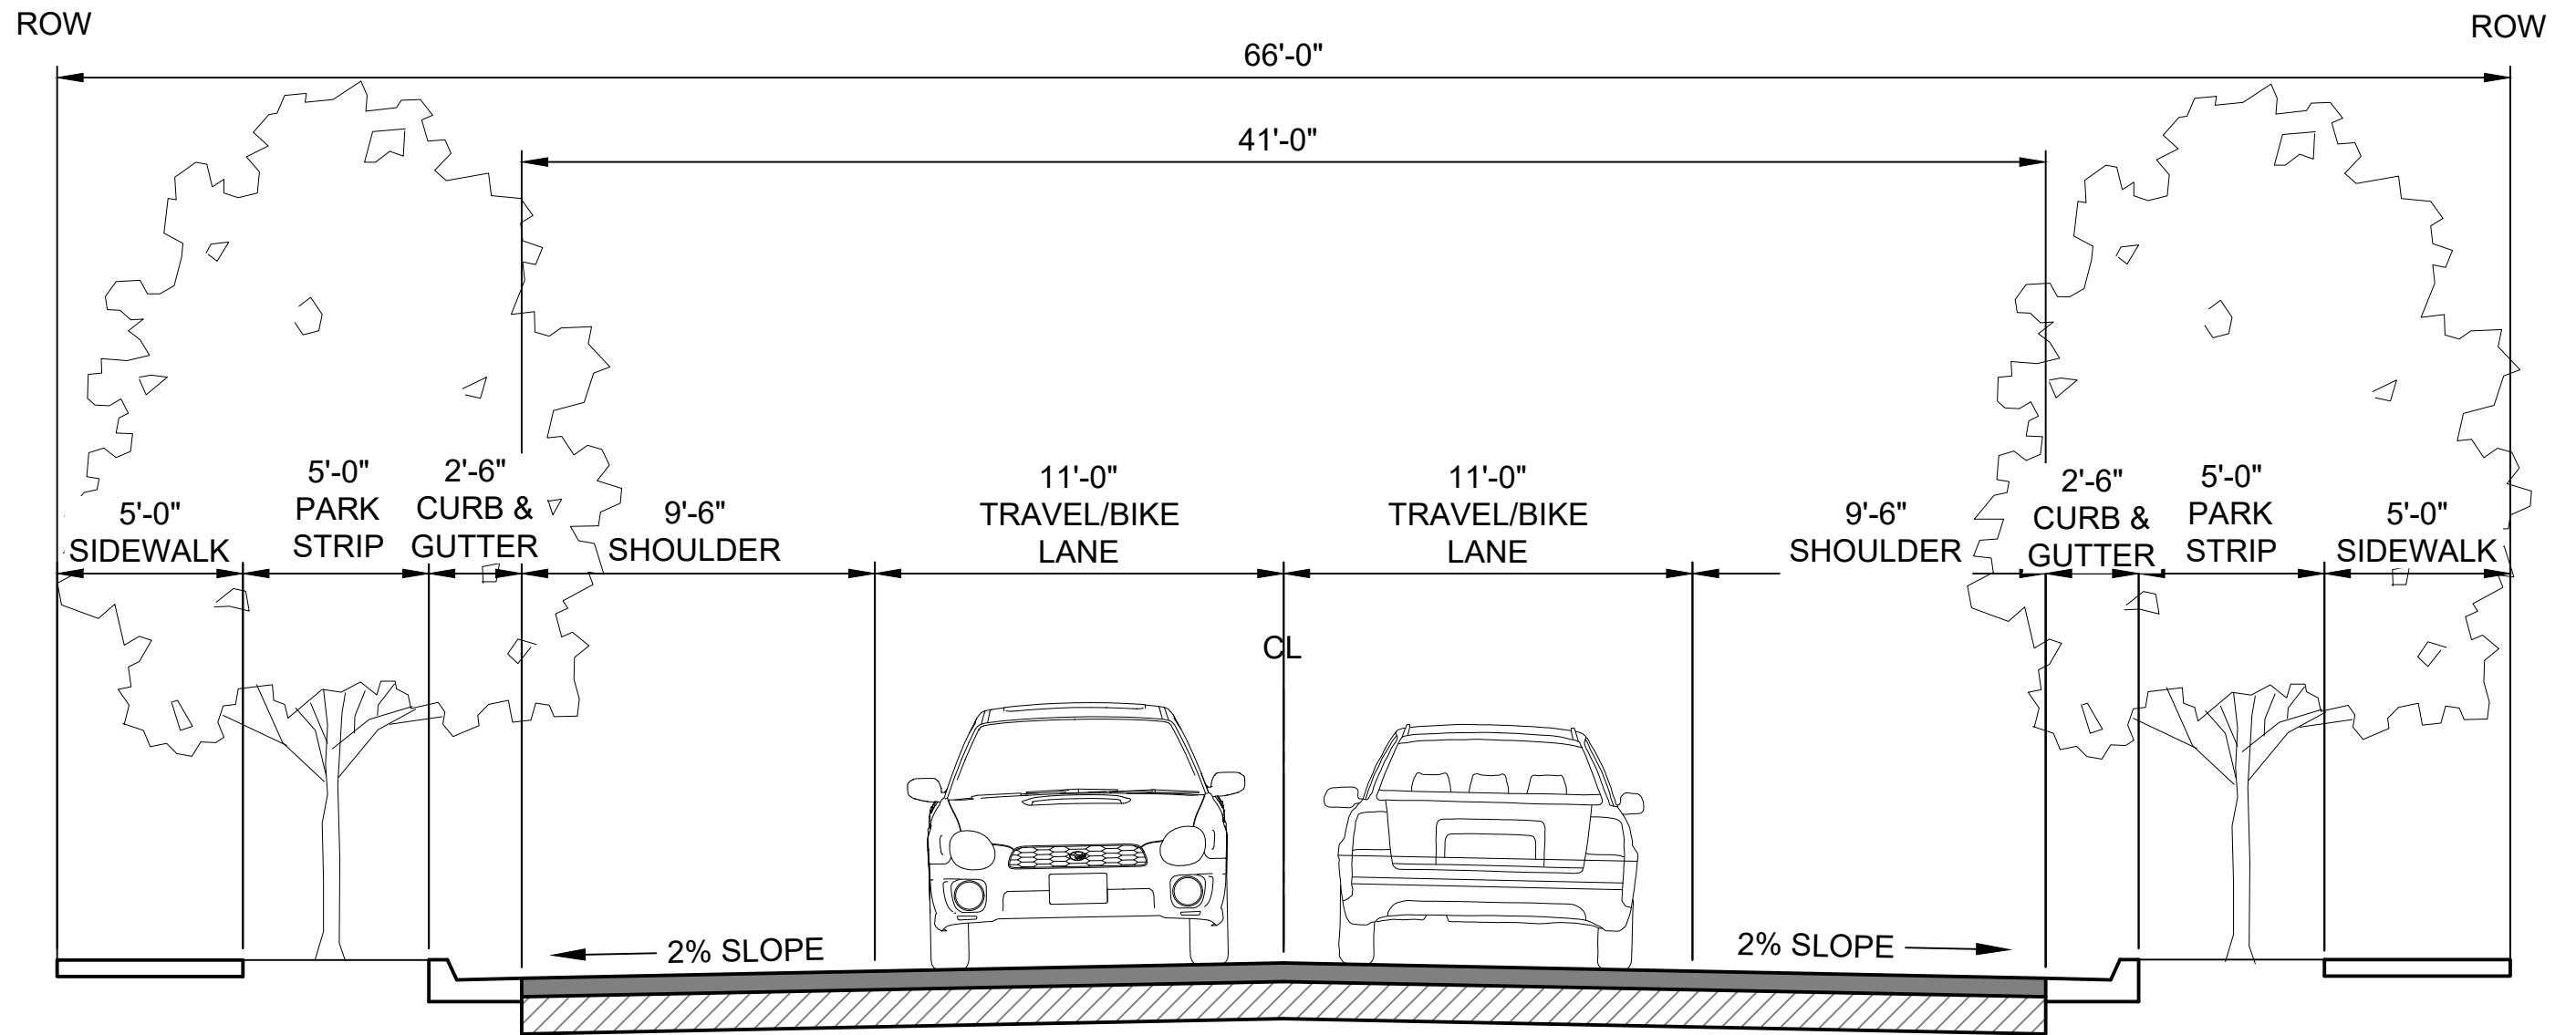 ROW
ROW
66'-0"
41'-0"
5'-0"
SIDEWALK
5'-0"
PARK
STRIP
2'-6"
CURB &
GUTTER
9'-6"
SHOULDER
11'-0"
TRAVEL/BIKE
LANE
11'-0"
TRAVEL/BIKE
LANE
9'-6"
SHOULDER
2'-6"
CURB &
GUTTER
5'-0"
PARK
STRIP
5'-0"
SIDEWALK
CL
2% SLOPE
2% SLOPE